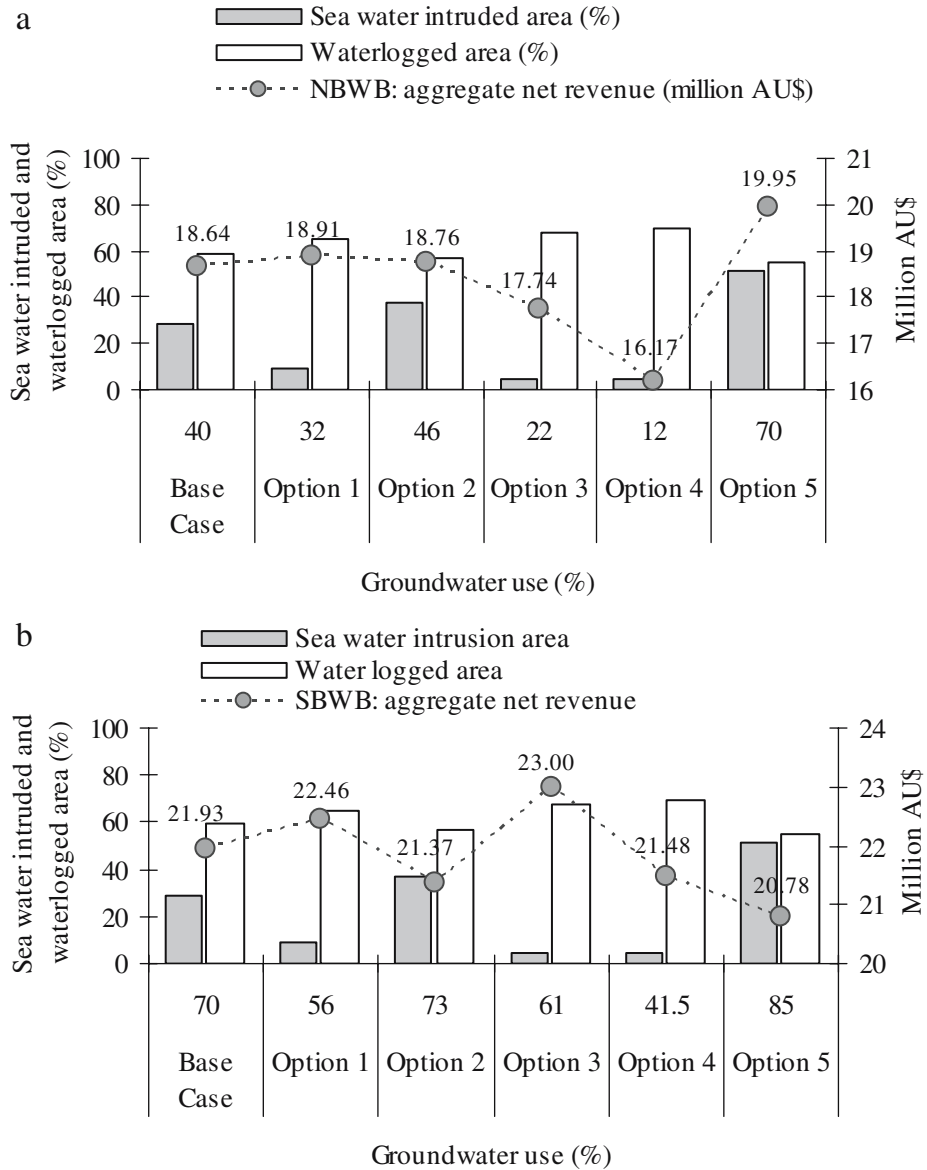 a
Sea water intruded area (%)
Waterlogged area (%)
NBWB: aggregate net revenue (million AU$)
Sea water intruded and
waterlogged area (%)
100
80
60
40
20
0
18.64
18.91
18.76
17.74
16.17
19.95
21
20
19
18
17
16
Million AU$
40 32 46 22 12 70
Base Option 1 Option 2 Option 3 Option 4 Option 5
Case
Groundwater use (%)
b
Sea water intrusion area
Water logged area
SBWB: aggregate net revenue
Sea water intruded and
waterlogged area (%)
100
80
60
40
20
0
21.93
22.46
21.37
23.00
21.48
20.78
24
23
22
21
20
Million AU$
70 56 73 61 41.5 85
Base Option 1 Option 2 Option 3 Option 4 Option 5
Case
Groundwater use (%)